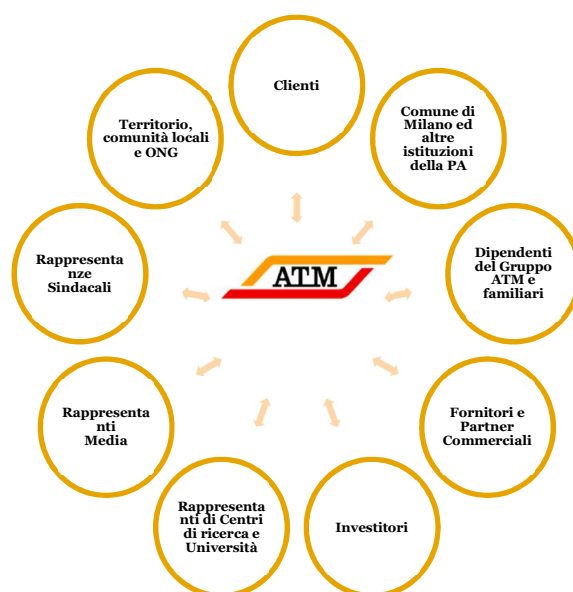 Clienti
Comune di
Milano ed
altre
istituzioni
della PA
Dipendenti
del Gruppo
ATM e
familiari
Fornitori e
Partner
Commerciali
Investitori
Rappresenta
nti di Centri
di ricerca e
Università
Rappresenta
nti
Media
Rappresenta
nze
Sindacali
Territorio,
comunità locali
e ONG
ATM